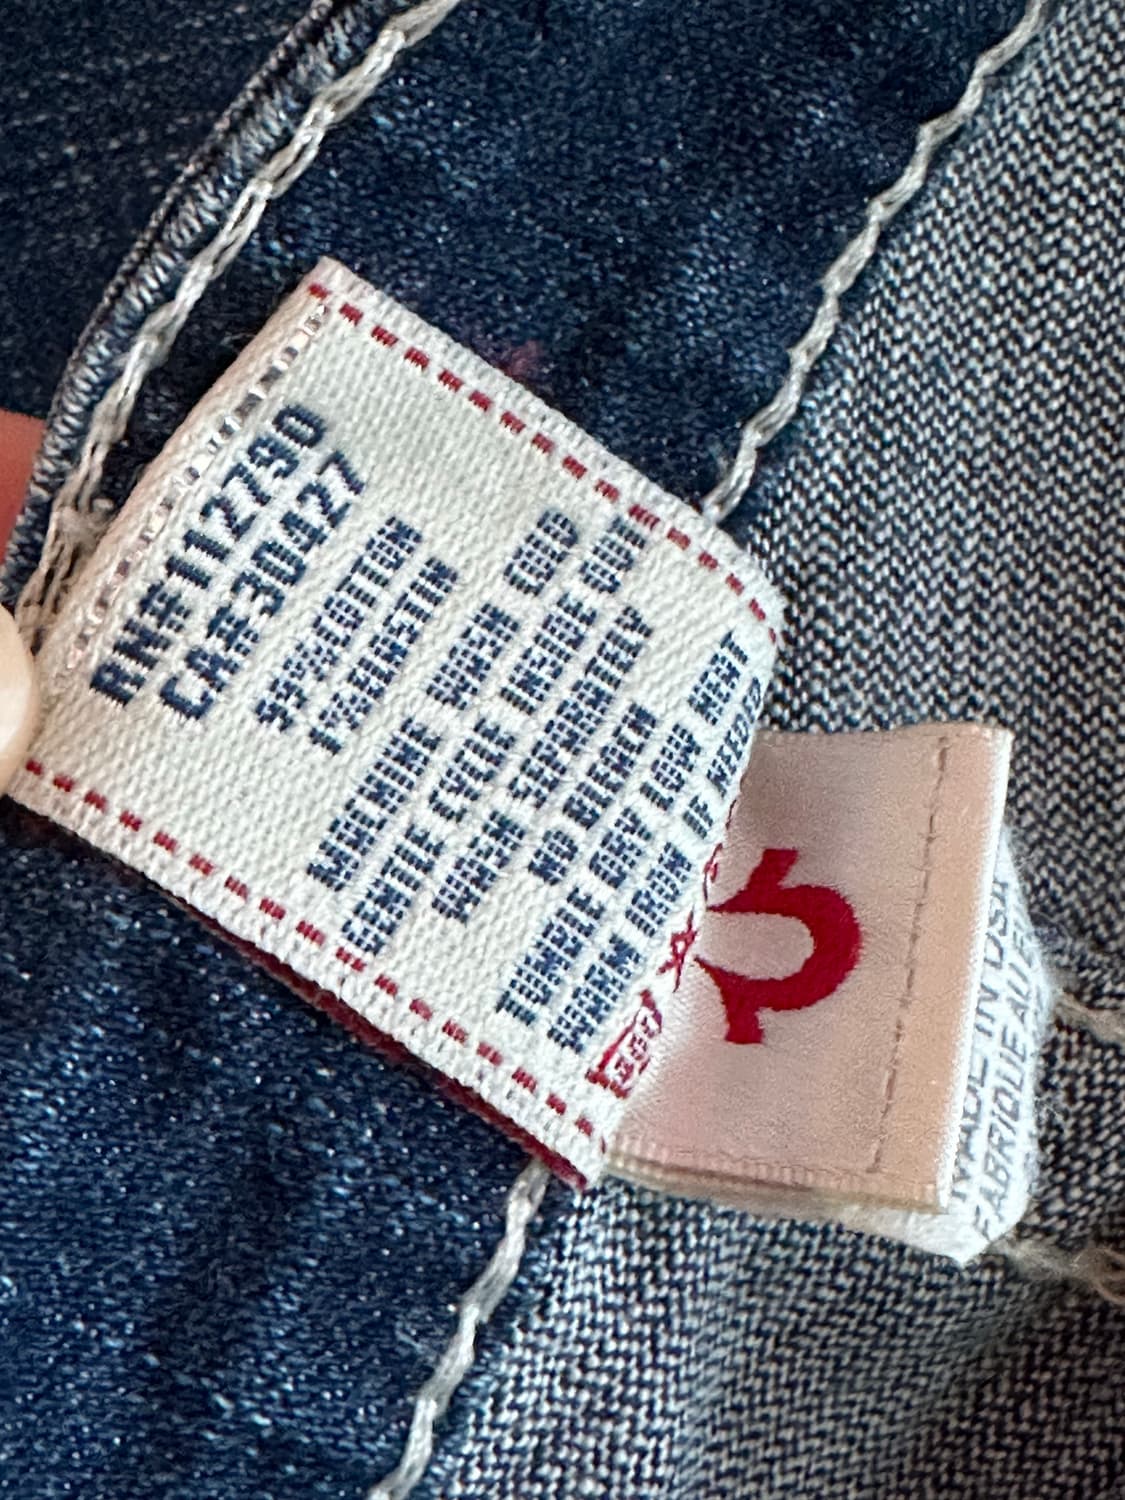 RN#112790
CA#30427
99%COTTON
1%ELASTIN
MACHINE WASH COLD
GENTLE CYCLE INSIDE OUT
WASH SEPARATELY
NO BLEACH
TUMBLE DRY LOW HEAT
WARM IRON IF NEEDED
MADE IN USA
FABRIQUE AU É